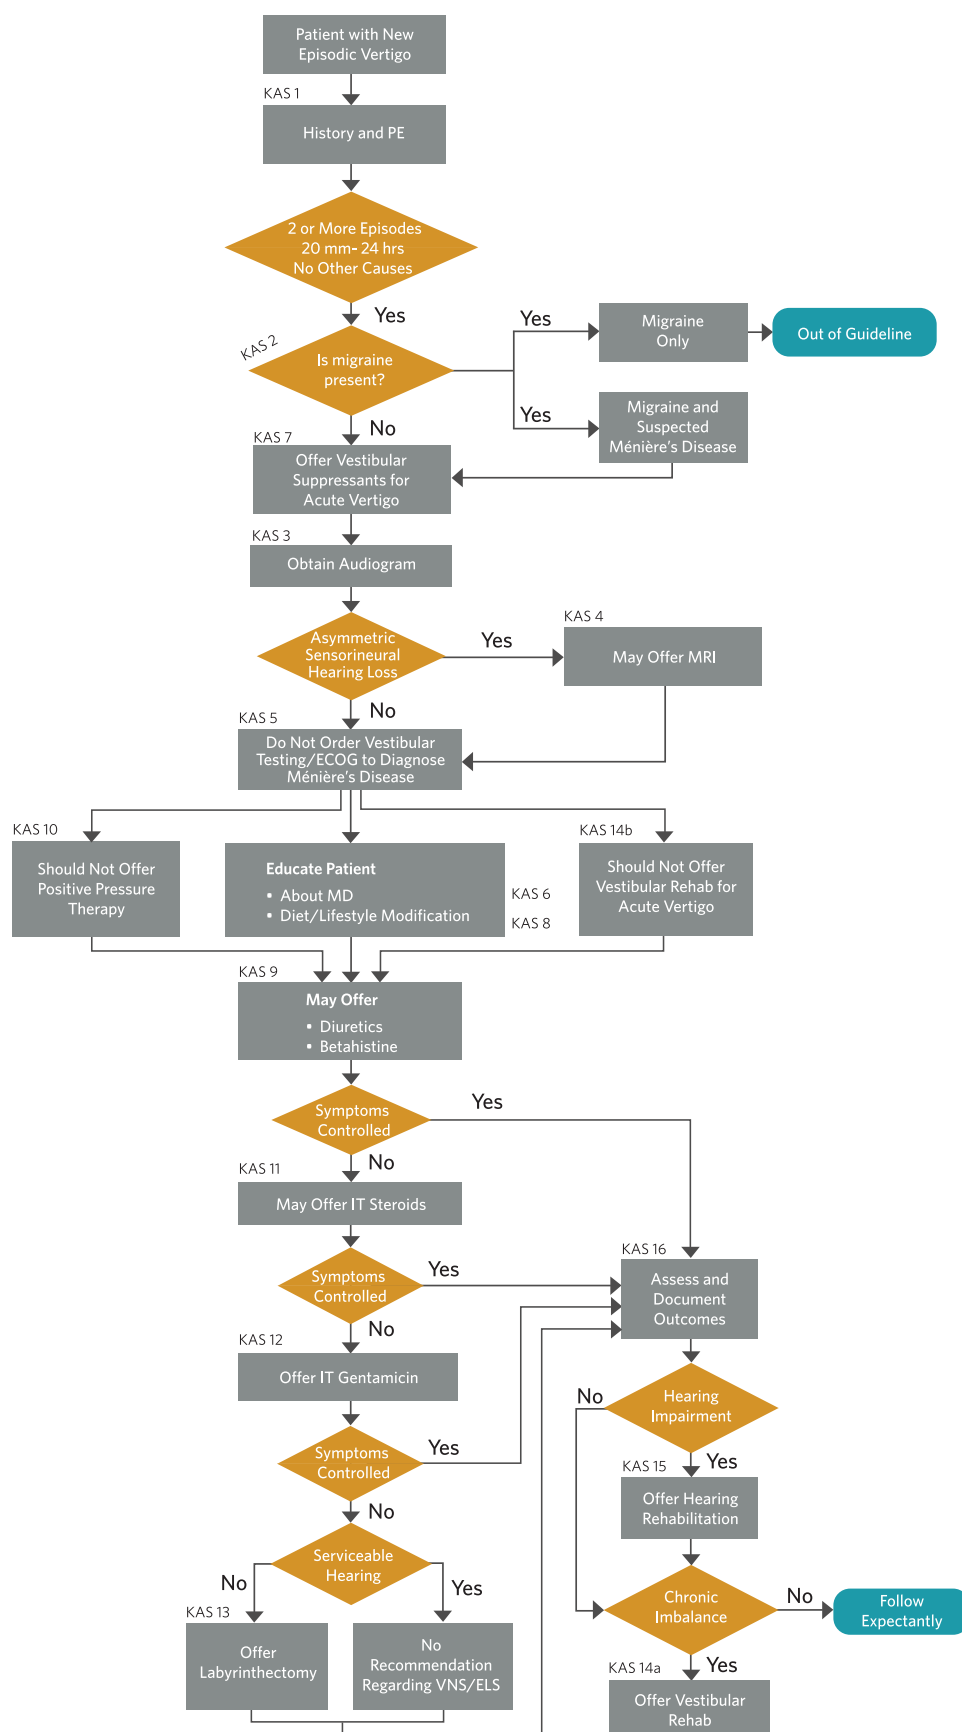 Patient with New
Episodic Vertigo
KAS 1
History and PE
2 or More Episodes
20 mm- 24 hrs
No Other Causes
Yes
KAS 2
Is migraine
present?
Yes
Migraine
Only
Out of Guideline
Yes
Migraine and
Suspected
Ménière's Disease
No
KAS 7
Offer Vestibular
Suppressants for
Acute Vertigo
KAS 3
Obtain Audiogram
Asymmetric
Sensorineural
Hearing Loss
Yes
KAS 4
May Offer MRI
No
KAS 5
Do Not Order Vestibular
Testing/ECOG to Diagnose
Ménière's Disease
KAS 10
Should Not Offer
Positive Pressure
Therapy
Educate Patient
▪ About MD
▪ Diet/Lifestyle Modification
KAS 6
KAS 8
KAS 14b
Should Not Offer
Vestibular Rehab for
Acute Vertigo
KAS 9
May Offer
▪ Diuretics
▪ Betahistine
Symptoms
Controlled
Yes
No
KAS 11
May Offer IT Steroids
Symptoms
Controlled
Yes
No
KAS 12
Offer IT Gentamicin
Symptoms
Controlled
Yes
No
Serviceable
Hearing
No
Yes
KAS 13
Offer
Labyrinthectomy
No
Recommendation
Regarding VNS/ELS
KAS 16
Assess and
Document
Outcomes
Hearing
Impairment
No
Yes
KAS 15
Offer Hearing
Rehabilitation
Chronic
Imbalance
No
Follow
Expectantly
Yes
KAS 14a
Offer Vestibular
Rehab